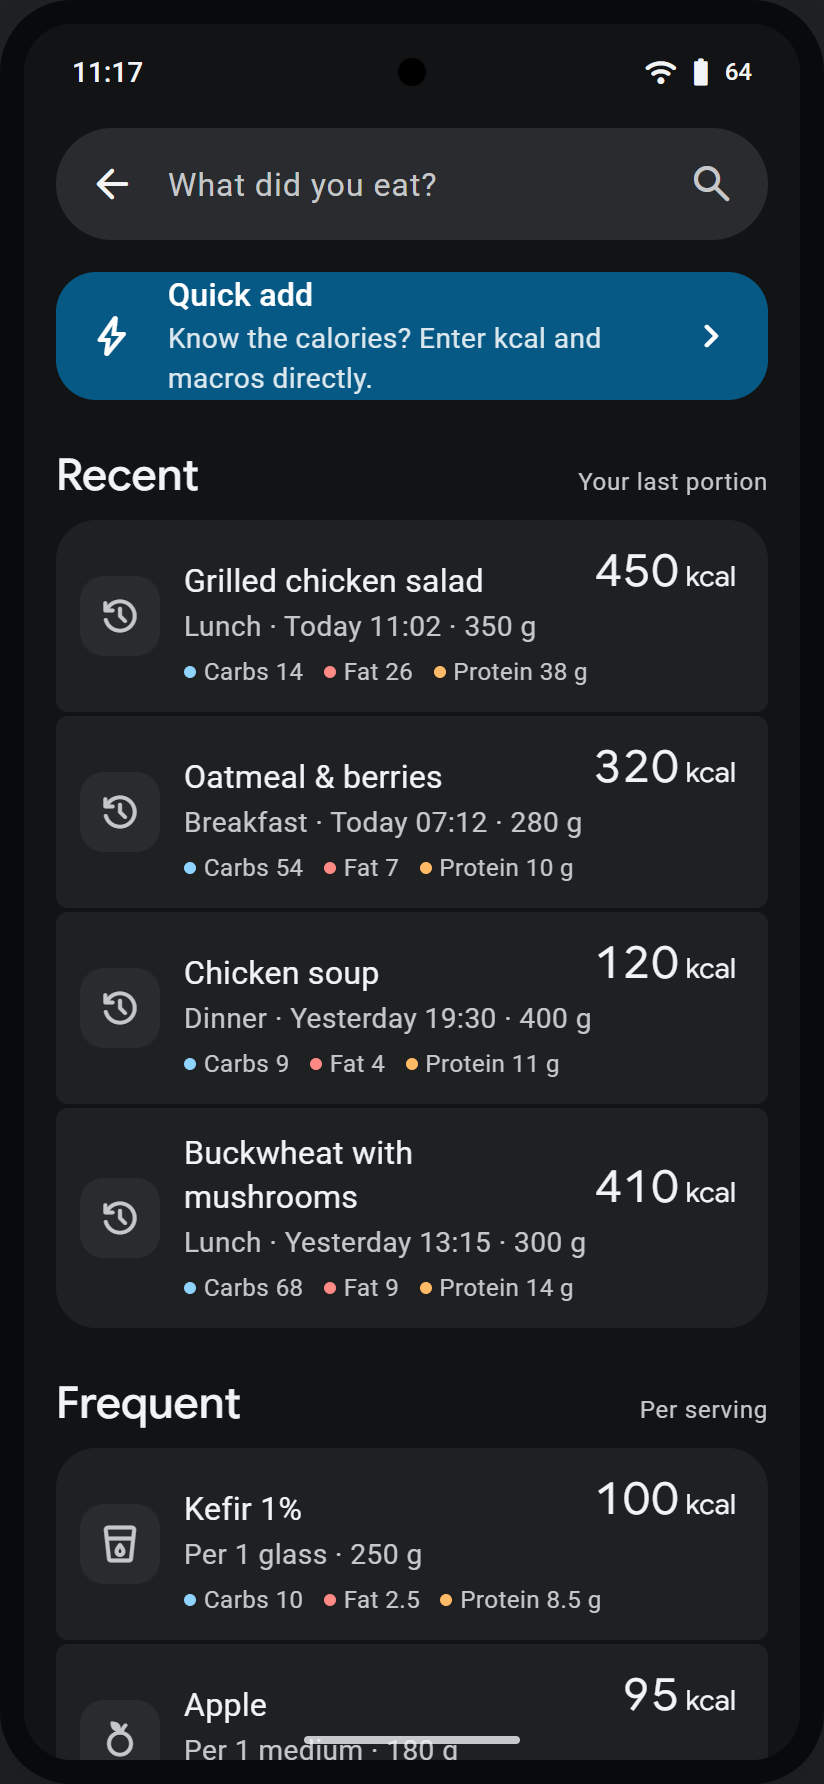 11:17
64
What did you eat?
Quick add
Know the calories? Enter kcal and
macros directly.
Recent
Your last portion
Grilled chicken salad
450 kcal
Lunch · Today 11:02 · 350 g
Carbs 14 Fat 26 Protein 38 g
Oatmeal & berries
320 kcal
Breakfast · Today 07:12 · 280 g
Carbs 54 Fat 7 Protein 10 g
Chicken soup
120 kcal
Dinner · Yesterday 19:30 · 400 g
Carbs 9 Fat 4 Protein 11 g
Buckwheat with
mushrooms
410 kcal
Lunch · Yesterday 13:15 · 300 g
Carbs 68 Fat 9 Protein 14 g
Frequent
Per serving
Kefir 1%
100 kcal
Per 1 glass · 250 g
Carbs 10 Fat 2.5 Protein 8.5 g
Apple
95 kcal
Per 1 medium · 180 g